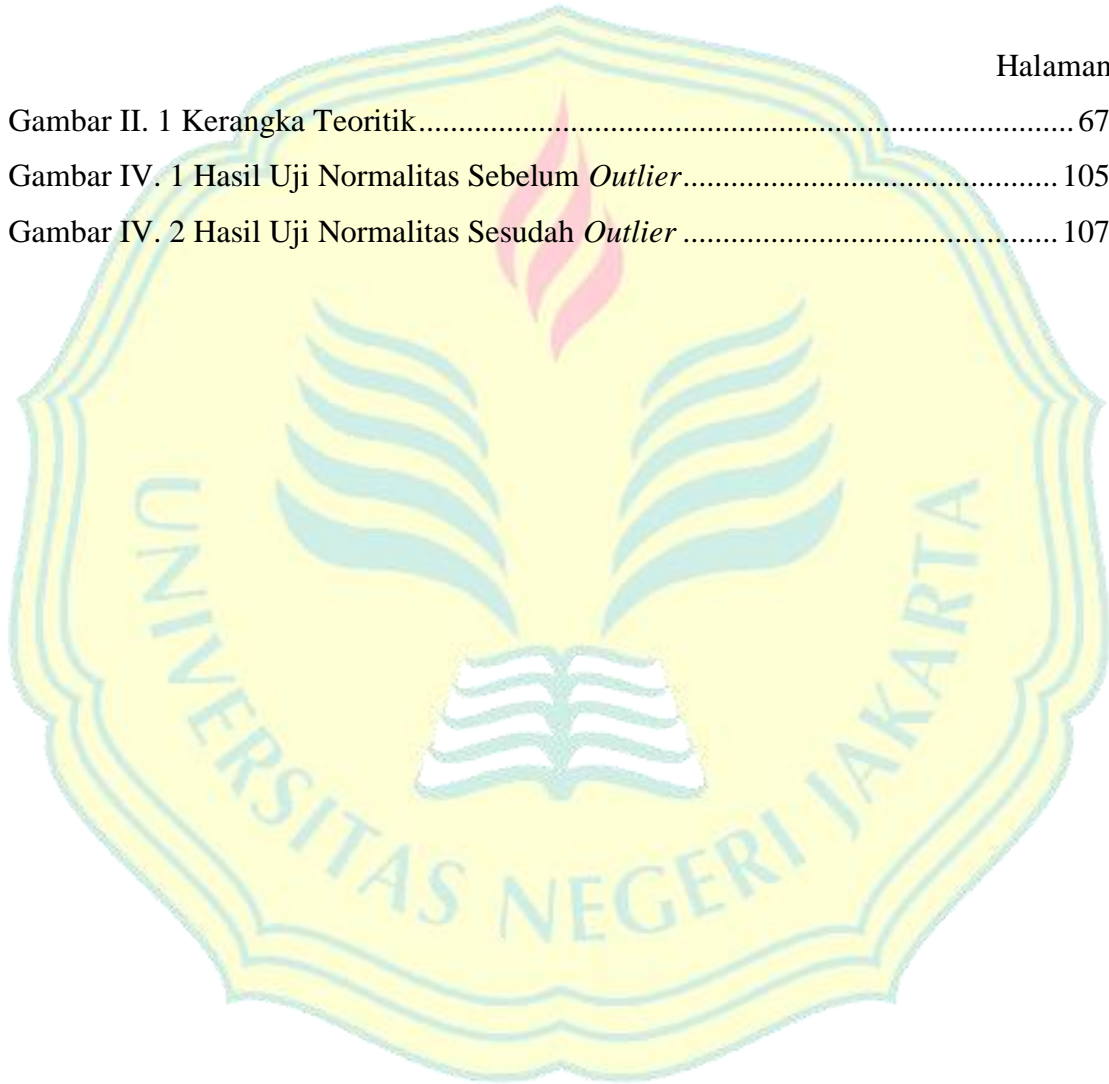 Halaman
Gambar II. 1 Kerangka Teoritik.................................................................................67
Gambar IV. 1 Hasil Uji Normalitas Sebelum Outlier..............................................105
Gambar IV. 2 Hasil Uji Normalitas Sesudah Outlier ..............................................107
UNIVERSITAS NEGERI JAKARTA